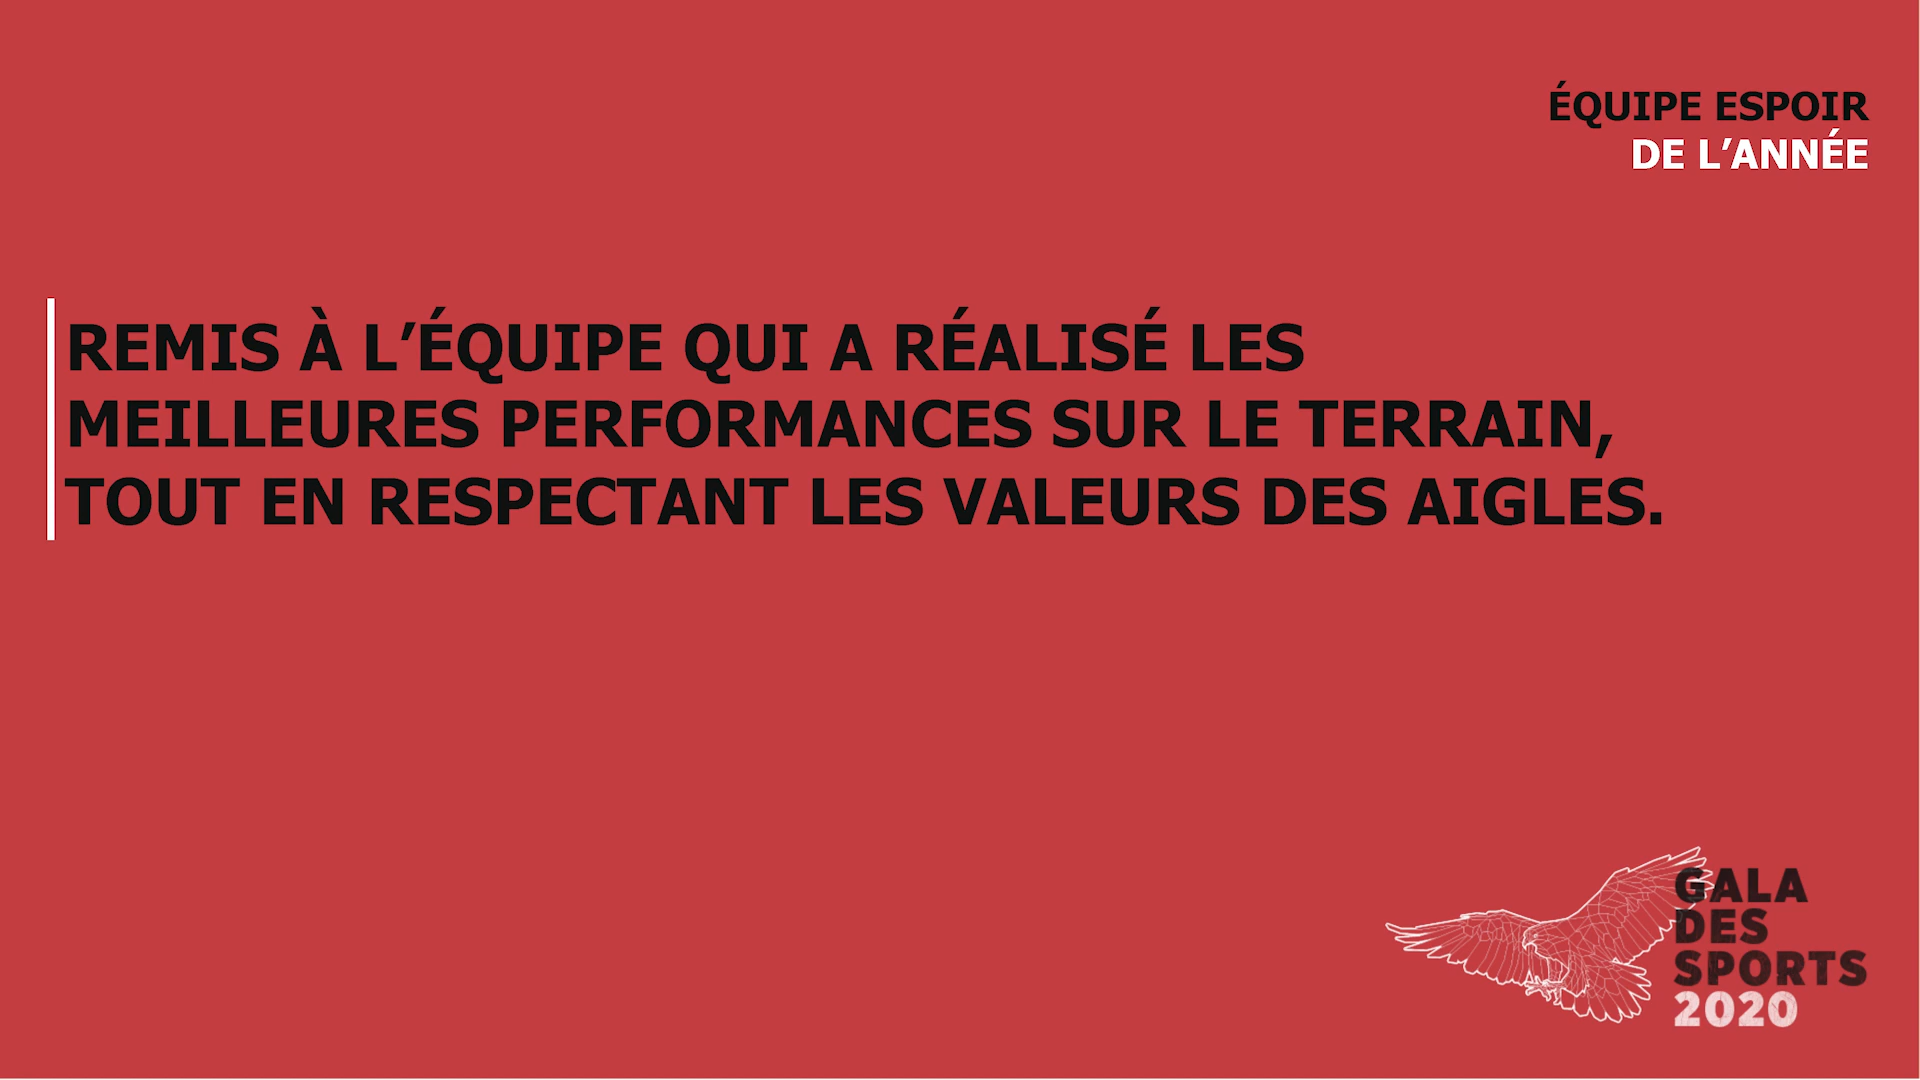 ÉQUIPE ESPOIR
DE L’ANNÉE
REMIS À L’ÉQUIPE QUI A RÉALISÉ LES
MEILLEURES PERFORMANCES SUR LE TERRAIN,
TOUT EN RESPECTANT LES VALEURS DES AIGLES.
GALA
DES
SPORTS
2020